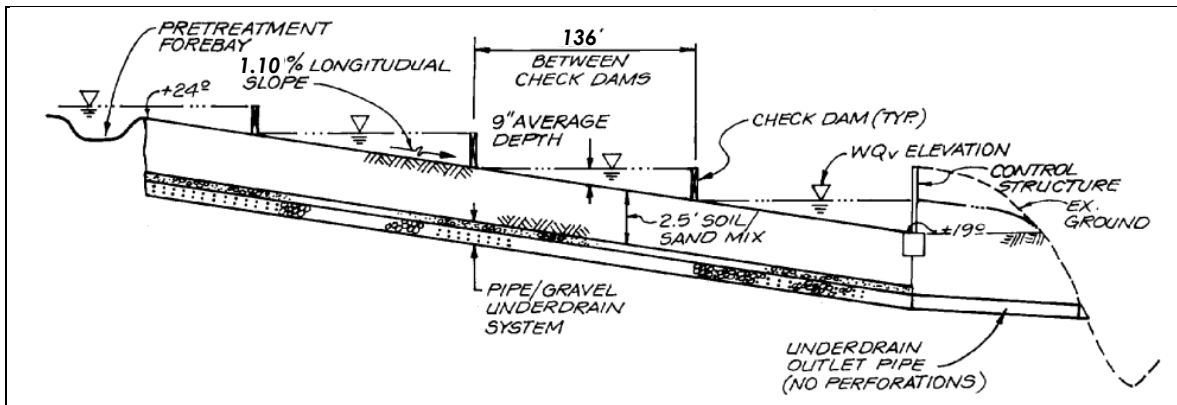 PRETREATMENT
FOREBAY
1.10 % LONGITUDUAL
SLOPE
+24º
136'
BETWEEN
CHECK DAMS
9" AVERAGE
DEPTH
CHECK DAM (TYP.)
WQv ELEVATION
CONTROL
STRUCTURE
EX.
GROUND
±19º
2.5' SOIL/
SAND MIX
PIPE/GRAVEL
UNDERDRAIN
SYSTEM
UNDERDRAIN
OUTLET PIPE
(NO PERFORATIONS)